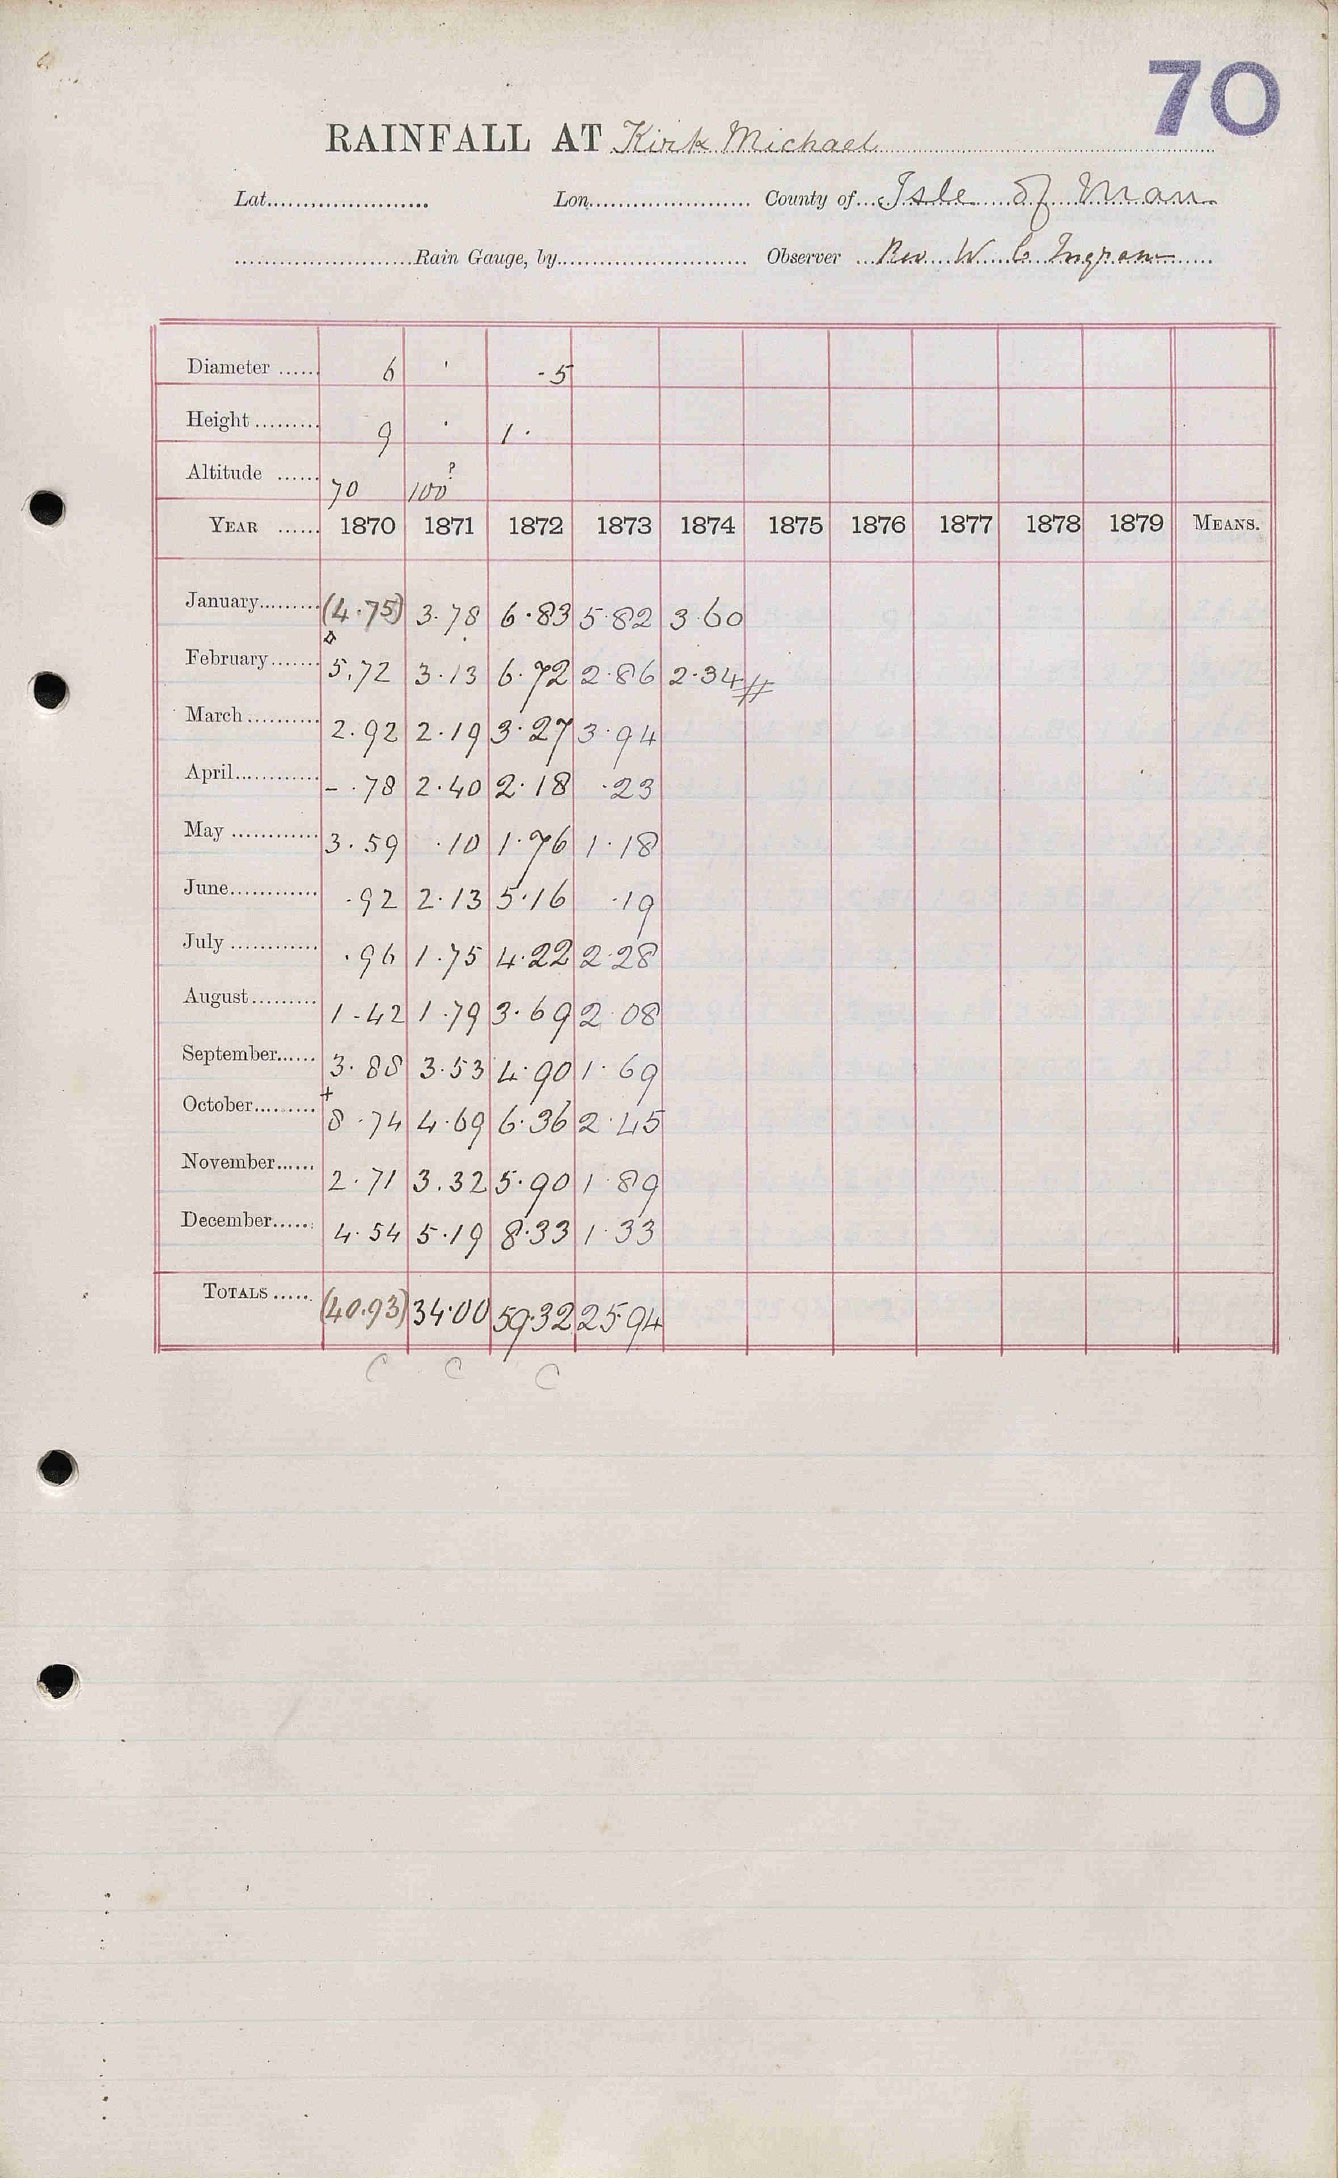 70
RAINFALL AT Kirk Michael
Lat. Lon. County of Isle of Man
Rain Gauge, by Observer Rev W. C. Ingram
Diameter 6 ' - 5
Height 9 · 1 ·
Altitude 70 100?
YEAR 1870 1871 1872 1873 1874 1875 1876 1877 1878 1879 MEANS.
January (4.75) 3.78 6.83 5.82 3.60
February 5.72 3.13 6.72 2.86 2.34 //
March 2.92 2.19 3.27 3.94
April - .78 2.40 2.18 .23
May 3.59 .10 1.76 1.18
June .92 2.13 5.16 .19
July .96 1.75 4.22 2.28
August 1.42 1.79 3.69 2.08
September 3.88 3.53 4.90 1.69
October + 8.74 4.69 6.36 2.45
November 2.71 3.32 5.90 1.89
December 4.54 5.19 8.33 1.33
TOTALS (40.93) 34.00 59.32 25.94
C C C